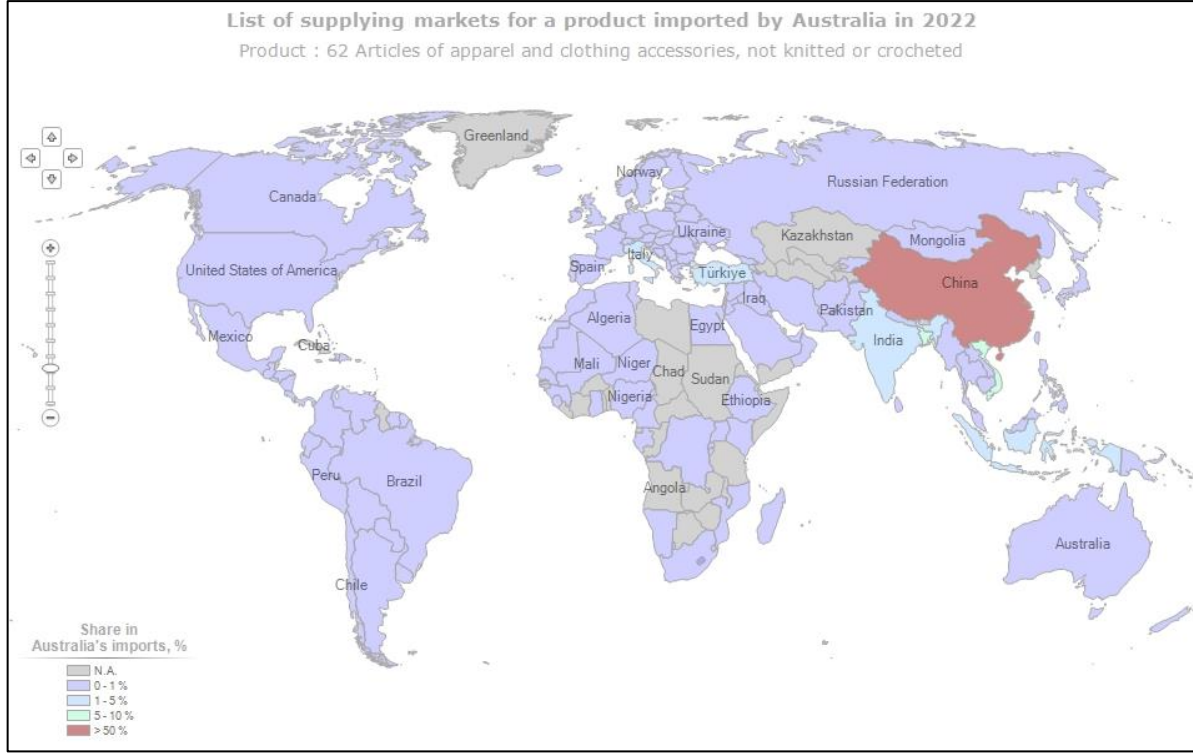 List of supplying markets for a product imported by Australia in 2022
Product : 62 Articles of apparel and clothing accessories, not knitted or crocheted
Greenland
Norway
Russian Federation
Canada
Ukraine
Kazakhstan
Mongolia
Italy
United States of America
Spain
Türkiye
China
Iraq
Pakistan
Mexico
Algeria
Egypt
India
Cuba
Mali
Niger
Chad
Sudan
Nigeria
Ethiopia
Peru
Brazil
Angola
Australia
Chile
Share in
Australia's imports, %
N.A.
0 - 1 %
1 - 5 %
5 - 10 %
> 50 %